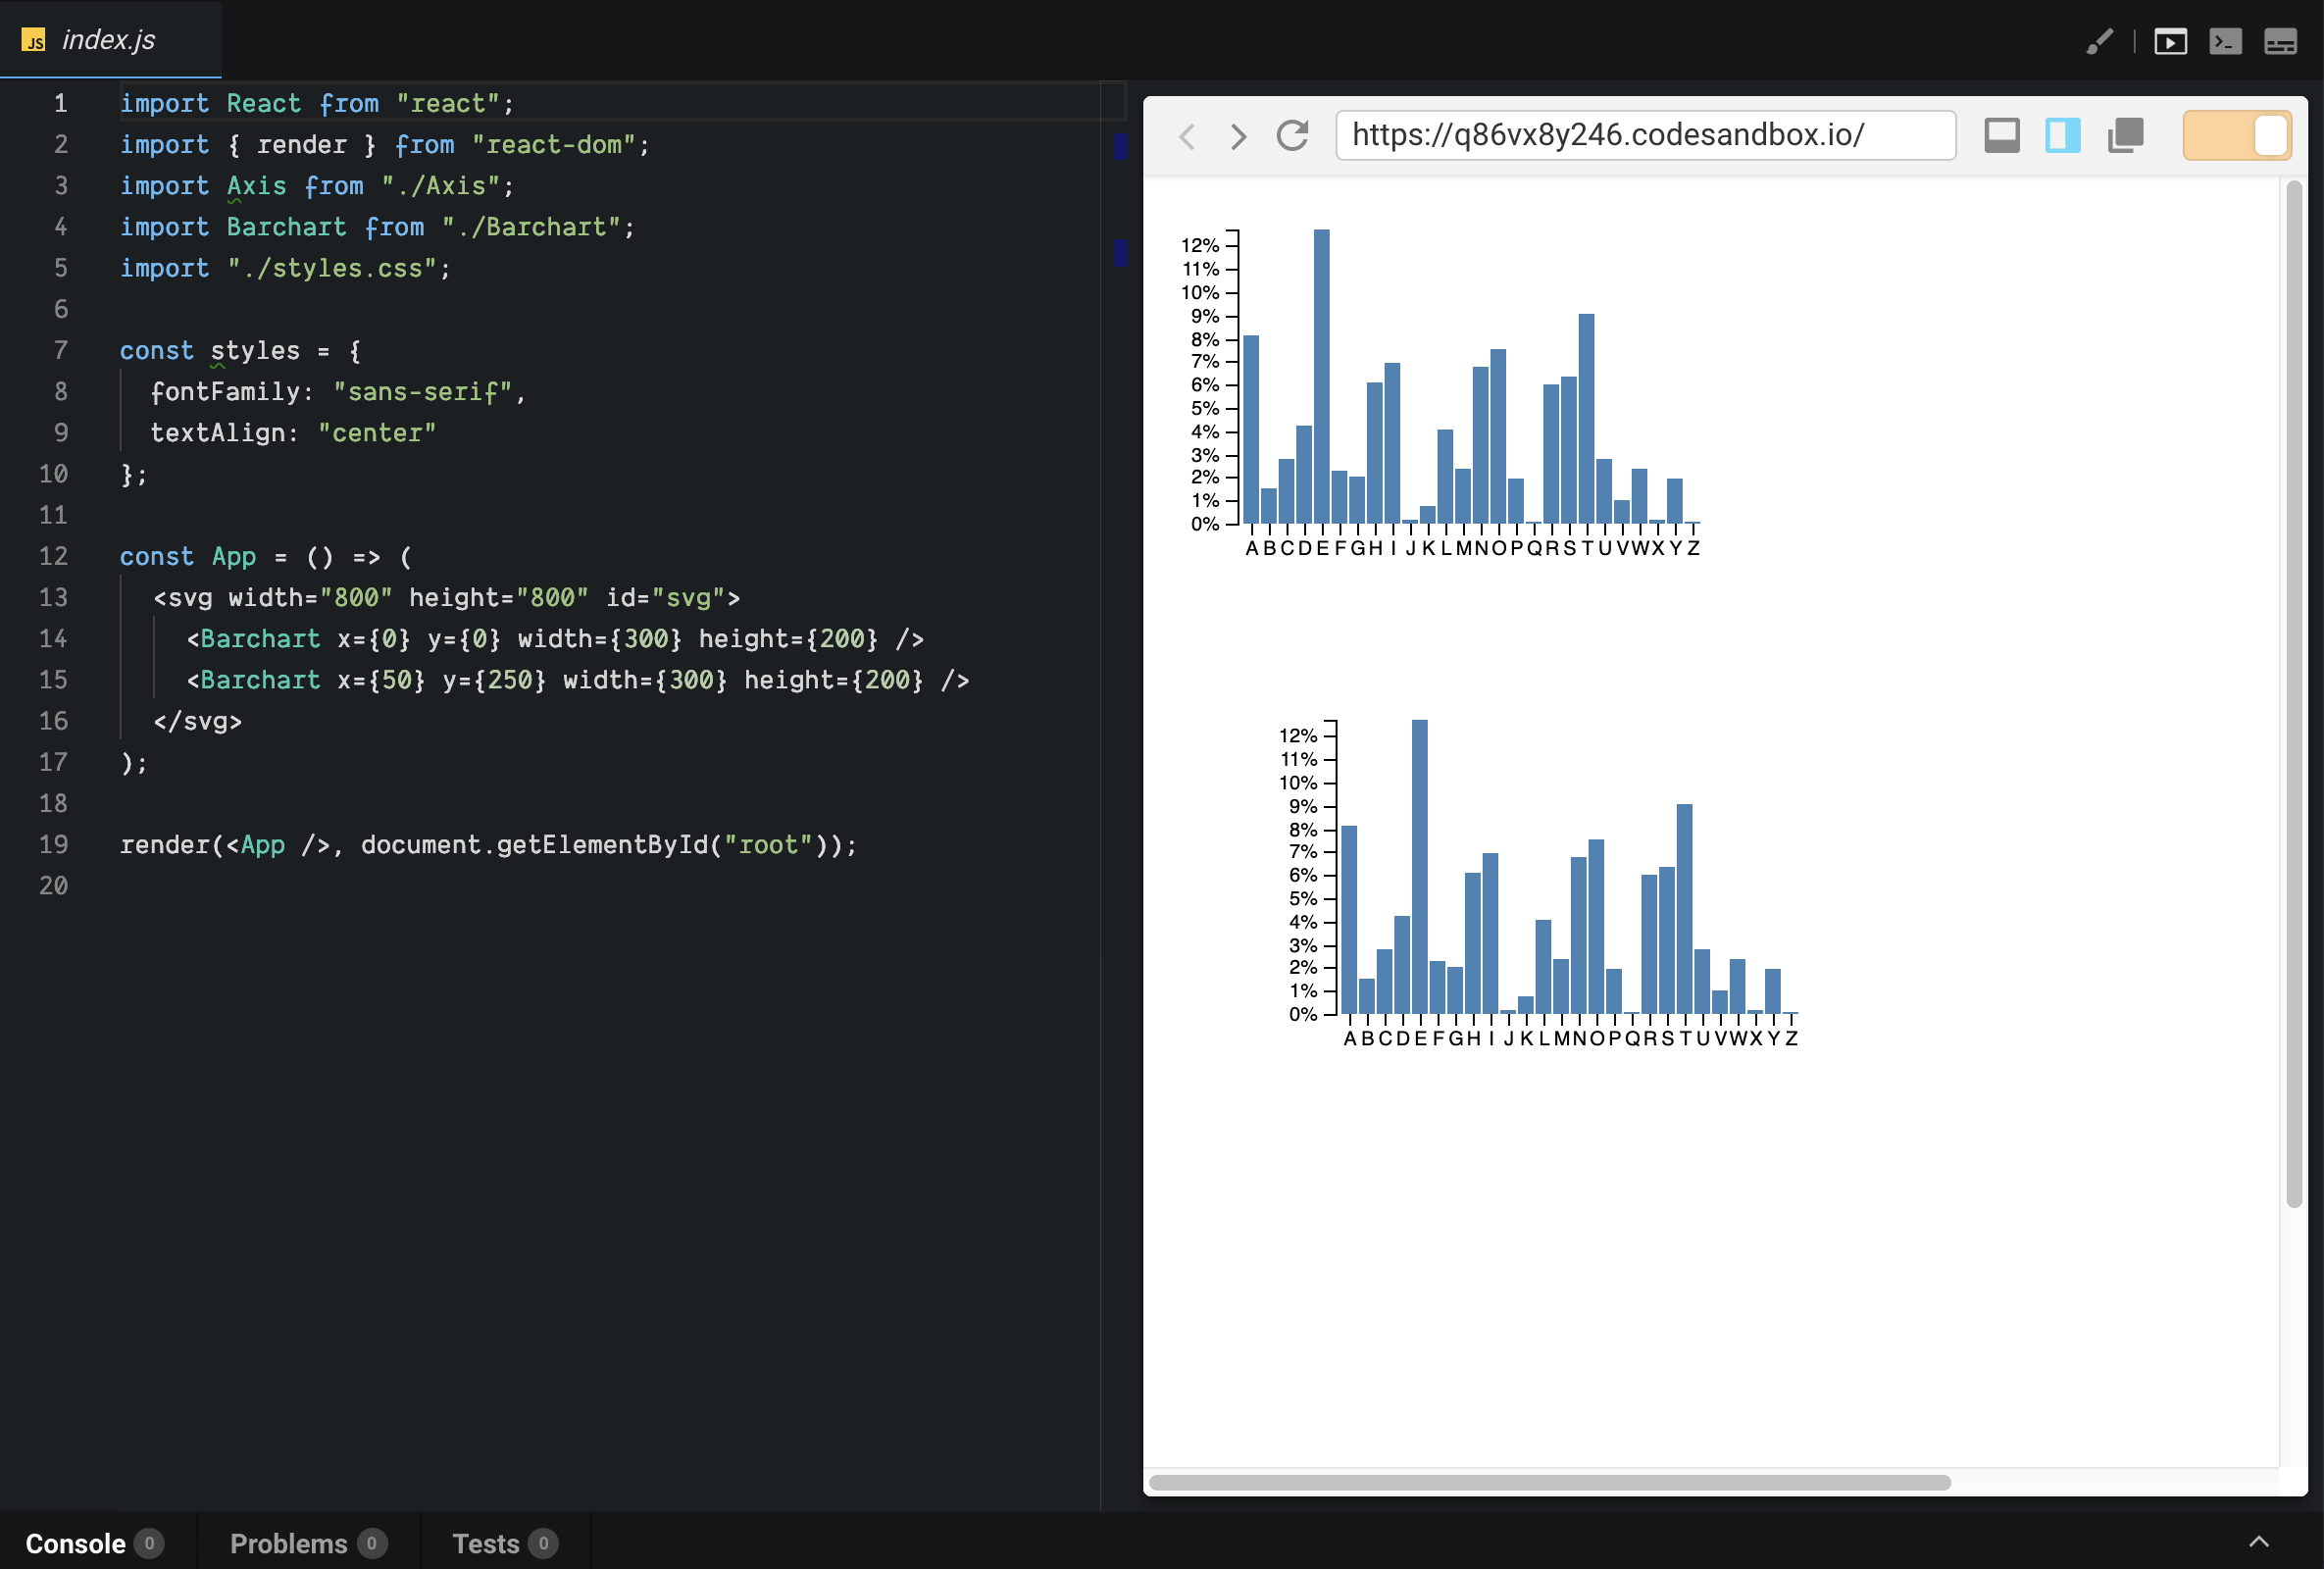 JS index.js
1 import React from "react";
2 import { render } from "react-dom";
3 import Axis from "./Axis";
4 import Barchart from "./Barchart";
5 import "./styles.css";
6
7 const styles = {
8 fontFamily: "sans-serif",
9 textAlign: "center"
10 };
11
12 const App = () => (
13 <svg width="800" height="800" id="svg">
14 <Barchart x={0} y={0} width={300} height={200} />
15 <Barchart x={50} y={250} width={300} height={200} />
16 </svg>
17 );
18
19 render(<App />, document.getElementById("root"));
20
https://q86vx8y246.codesandbox.io/
12%
11%
10%
9%
8%
7%
6%
5%
4%
3%
2%
1%
0%
A B C D E F G H I J K L M N O P Q R S T U V W X Y Z
12%
11%
10%
9%
8%
7%
6%
5%
4%
3%
2%
1%
0%
A B C D E F G H I J K L M N O P Q R S T U V W X Y Z
Console 0 Problems 0 Tests 0